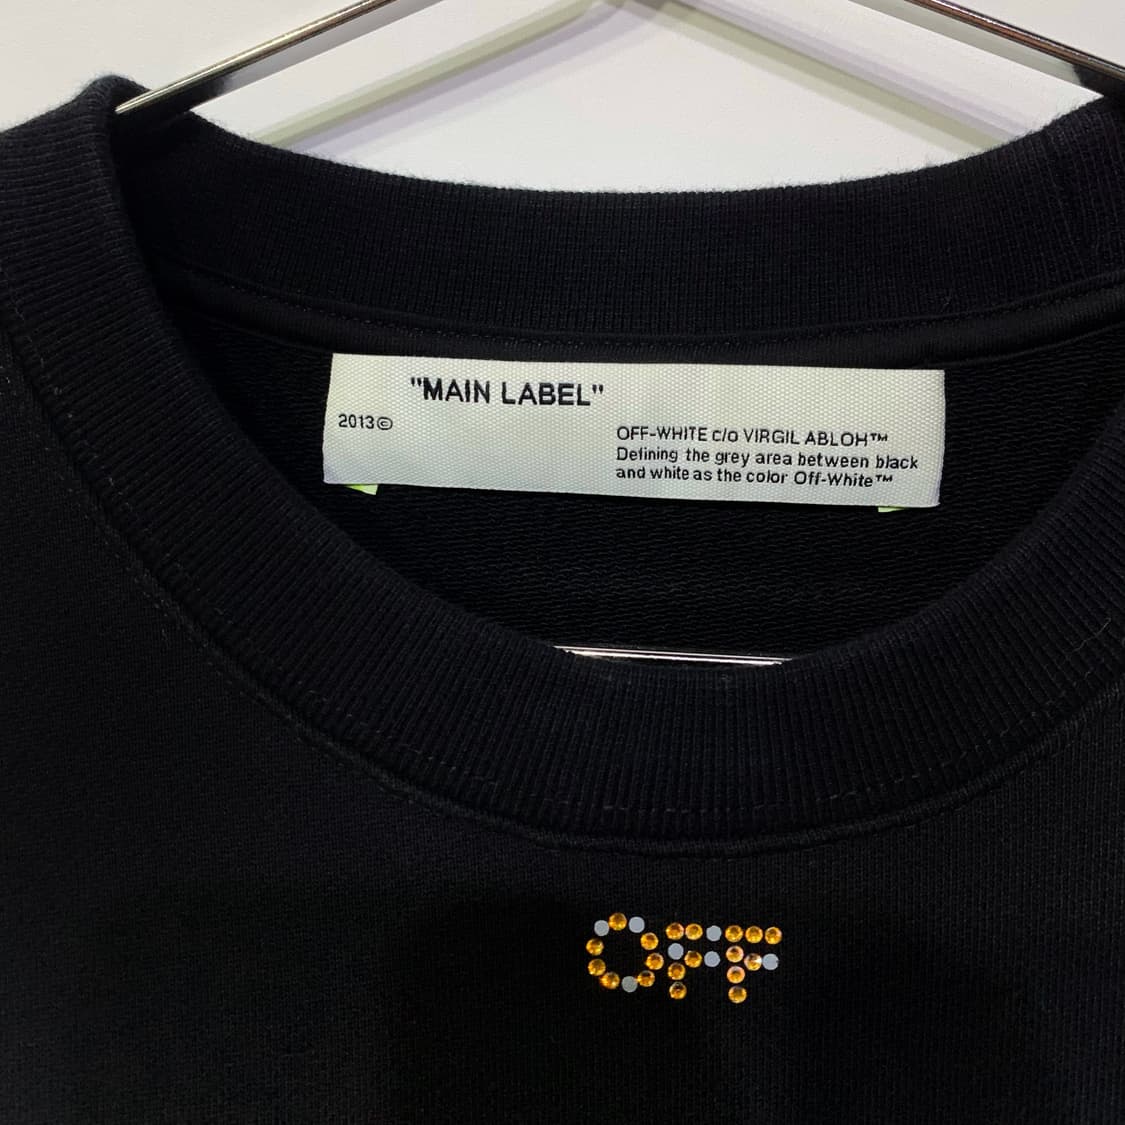 "MAIN LABEL"
2013©
OFF-WHITE c/o VIRGIL ABLOH™
Defining the grey area between black
and white as the color Off-White™
OFF